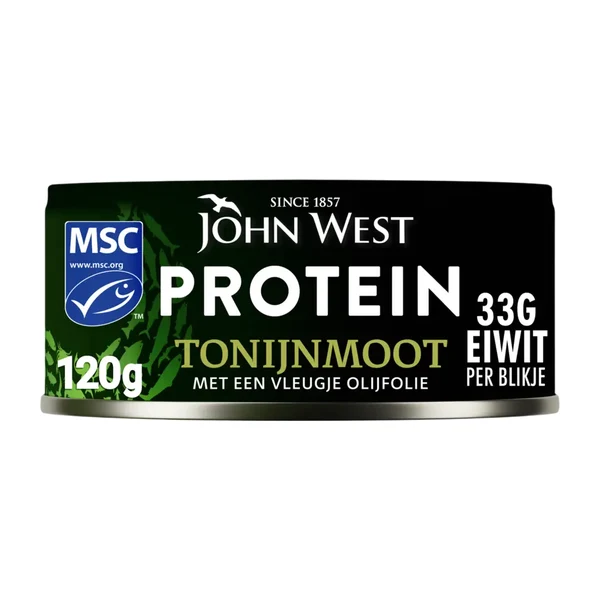 SINCE 1857
JOHN WEST
MSC
www.msc.org
TM
PROTEIN
33G
EIWIT
PER BLIKJE
TONIJNMOOT
120g
MET EEN VLEUGJE OLIJFOLIE